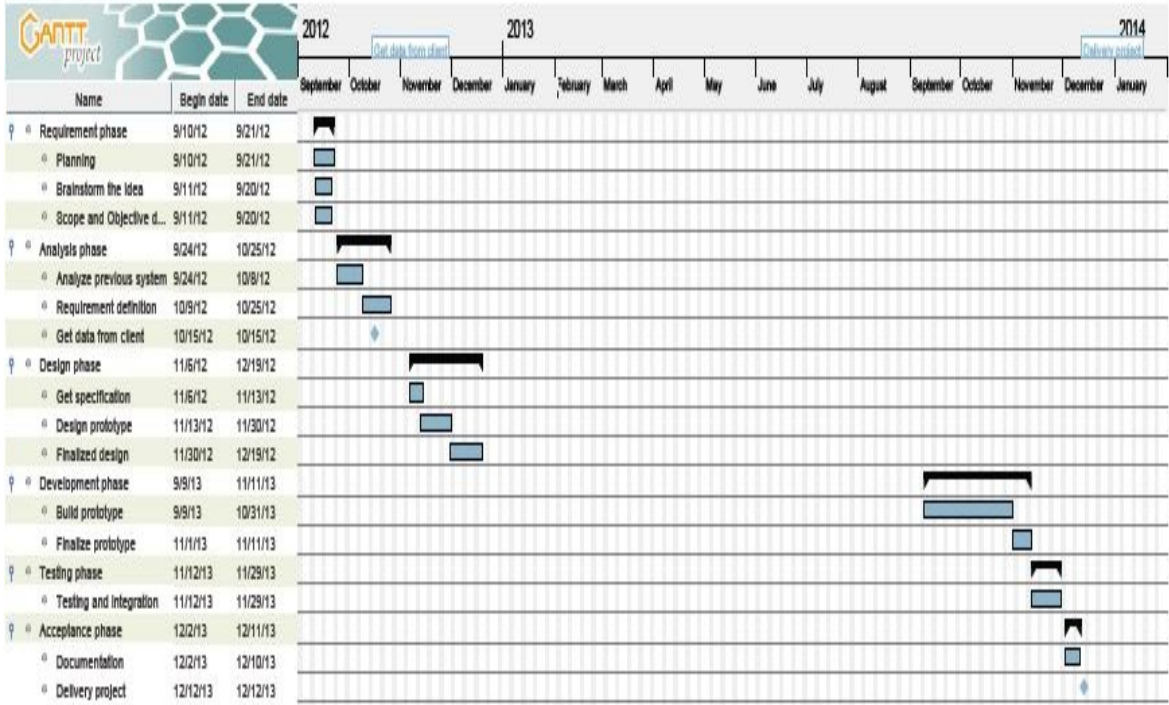 GANTT
project
2012 2013 2014
Get data from client Delivery project
September October November December January February March April May June July August September October November December January
Name Begin date End date
Requirement phase 9/10/12 9/21/12
Planning 9/10/12 9/21/12
Brainstorm the Idea 9/11/12 9/20/12
Scope and Objective d... 9/11/12 9/20/12
Analysis phase 9/24/12 10/25/12
Analyze previous system 9/24/12 10/8/12
Requirement definition 10/9/12 10/25/12
Get data from client 10/15/12 10/15/12
Design phase 11/6/12 12/19/12
Get specification 11/6/12 11/13/12
Design prototype 11/13/12 11/30/12
Finalized design 11/30/12 12/19/12
Development phase 9/9/13 11/11/13
Build prototype 9/9/13 10/31/13
Finalize prototype 11/1/13 11/11/13
Testing phase 11/12/13 11/29/13
Testing and Integration 11/12/13 11/29/13
Acceptance phase 12/2/13 12/11/13
Documentation 12/2/13 12/10/13
Delivery project 12/12/13 12/12/13